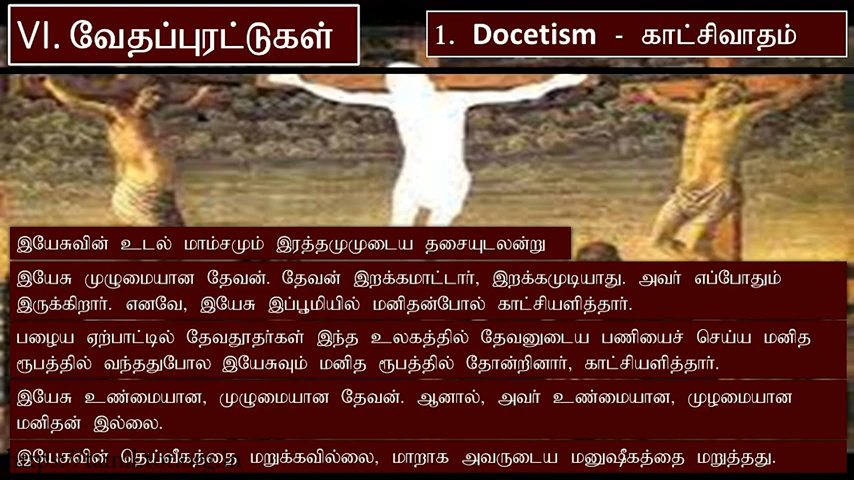 VI. வேதப்புரட்டுகள்
1. Docetism - காட்சிவாதம்
இயேசுவின் உடல் மாம்சமும் இரத்தமுமுடைய தசையுடலன்று
இயேசு முழுமையான தேவன். தேவன் இறக்கமாட்டார், இறக்கமுடியாது. அவர் எப்போதும்
இருக்கிறார். எனவே, இயேசு இப்பூமியில் மனிதன்போல் காட்சியளித்தார்.
பழைய ஏற்பாட்டில் தேவதூதர்கள் இந்த உலகத்தில் தேவனுடைய பணியைச் செய்ய மனித
ரூபத்தில் வந்ததுபோல இயேசுவும் மனித ரூபத்தில் தோன்றினார், காட்சியளித்தார்.
இயேசு உண்மையான, முழுமையான தேவன். ஆனால், அவர் உண்மையான, முழமையான
மனிதன் இல்லை.
இயேசுவின் தெய்வீகத்தை மறுக்கவில்லை, மாறாக அவருடைய மனுஷீகத்தை மறுத்தது.